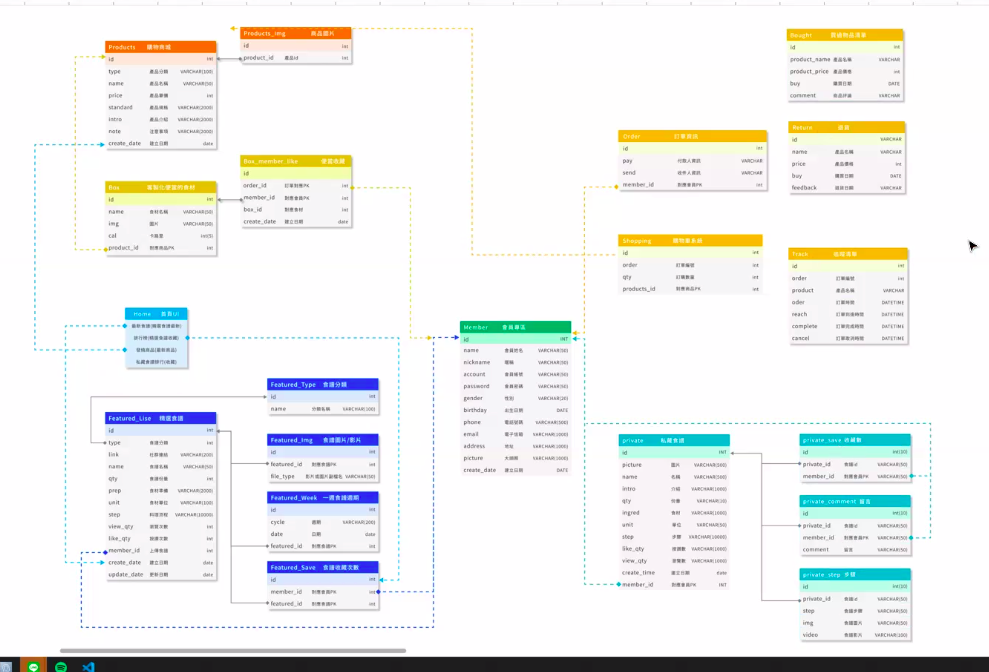 Products 購物商城
id int
type 產品分類 VARCHAR(100)
name 產品名稱 VARCHAR(50)
price 產品單價 int
standard 產品規格 VARCHAR(2000)
intro 產品介紹 VARCHAR(2000)
note 注意事項 VARCHAR(2000)
create_date 建立日期 date
Products_img 商品圖片
id int
product_id 產品id int
Box 客製化便當的食材
id int
name 食材名稱 VARCHAR(50)
img 圖片 VARCHAR(50)
cal 卡路里 int(5)
product_id 對應商品PK int
Box_member_like 便當收藏
id
order_id 訂單對應PK int
member_id 對應會員PK int
box_id 對應食材 int
create_date 建立日期 date
Bought 買過物品清單
id int
product_name 產品名稱 VARCHAR
product_price 產品價格 int
buy 購買日期 DATE
comment 商品評論 VARCHAR
Order 訂單資訊
id int
pay 付款人資訊 VARCHAR
send 收件人資訊 VARCHAR
member_id 對應會員PK int
Return 退貨
id VARCHAR
name 產品名稱 VARCHAR
price 產品價格 int
buy 購買日期 DATE
feedback 退貨日期 VARCHAR
Shopping
id int
order 訂單編號 int
qty 訂購數量 int
products_id 對應商品PK int
Track 追蹤清單
id int
order 訂單編號 int
product 產品名稱 VARCHAR
oder 訂單時間 DATETIME
reach 訂單到達時間 DATETIME
complete 訂單完成時間 DATETIME
cancel 訂單取消時間 DATETIME
Home 首頁UI
最新食譜(精選食譜最新)
排行榜(精選食譜收藏)
發燒商品(最新商品)
私藏食譜排行(收藏)
Member 會員專區
id INT
name 會員姓名 VARCHAR(50)
nickname 暱稱 VARCHAR(50)
account 會員帳號 VARCHAR(50)
password 會員密碼 VARCHAR(50)
gender 性別 VARCHAR(20)
birthday 出生日期 DATE
phone 電話號碼 VARCHAR(500)
email 電子信箱 VARCHAR(1000)
address 地址 VARCHAR(1000)
picture 大頭照 VARCHAR(1000)
create_date 建立日期 DATE
Featured_Type 食譜分類
id int
name 分類名稱 VARCHAR(100)
Featured_Lise 精選食譜
id int
type 食譜分類 int
link 社群連結 VARCHAR(200)
name 食譜名稱 VARCHAR(50)
qty 食譜份量 int
prep 食材準備 VARCHAR(2000)
unit 食材單位 VARCHAR(100)
step 料理流程 VARCHAR(10000)
view_qty 瀏覽次數 int
like_qty 按讚次數 int
member_id 上傳會員 int
create_date 建立日期 date
update_date 更新日期 date
Featured_Img 食譜圖片/影片
id int
featured_id 對應食譜PK int
file_type 影片或圖片副檔名 VARCHAR(50)
Featured_Week 一週食譜週期
id int
cycle 週期 VARCHAR(200)
date 日期 date
featured_id 對應食譜PK int
Featured_Save 食譜收藏次數
id int
member_id 對應會員PK int
featured_id 對應食譜PK int
private 私藏食譜
id INT
picture 圖片 VARCHAR(500)
name 名稱 VARCHAR(500)
intro 介紹 VARCHAR(1000)
qty 份量 INT(10)
ingred 食材 VARCHAR(1000)
unit 單位 VARCHAR(50)
step 步驟 VARCHAR(10000)
like_qty 按讚數 INT(500)
view_qty 瀏覽數 INT(500)
create_time 建立日期 date
member_id 對應會員PK INT
private_save 收藏數
id INT(10)
private_id 食譜id INT(50)
member_id 對應會員PK INT(50)
private_comment 留言
id INT(10)
private_id 食譜id INT(50)
member_id 對應會員PK INT(50)
comment 留言 VARCHAR(50)
private_step 步驟
id INT(10)
private_id 食譜id INT(50)
step 食譜步驟 VARCHAR(50)
img 食譜圖片 VARCHAR(50)
video 食譜影片 VARCHAR(100)